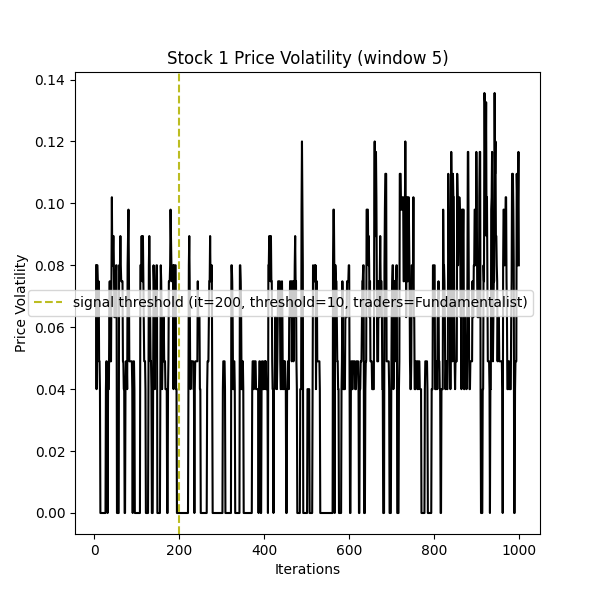 Stock 1 Price Volatility (window 5)
0.14
0.12
0.10
0.08
0.06
0.04
0.02
0.00
Price Volatility
signal threshold (it=200, threshold=10, traders=Fundamentalist)
0 200 400 600 800 1000
Iterations